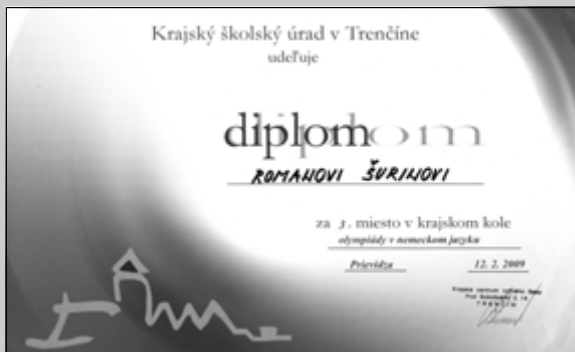 Krajský školský úrad v Trenčíne
udeľuje
diplom
ROMANOVI ŠURINOVI
za 3. miesto v krajskom kole
olympiády v nemeckom jazyku
Prievidza 12. 2. 2009